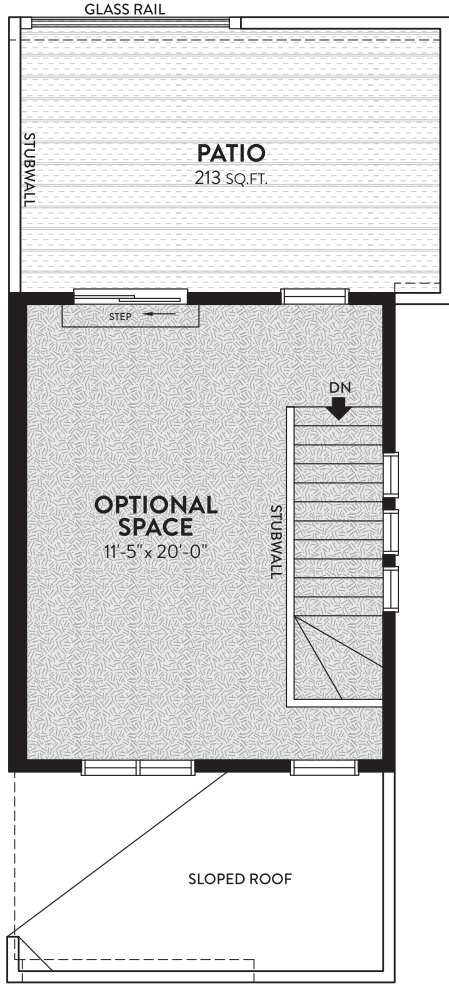 GLASS RAIL
STUBWALL
PATIO
213 SQ.FT.
STEP
DN
OPTIONAL
SPACE
11'-5" x 20'-0"
STUBWALL
SLOPED ROOF